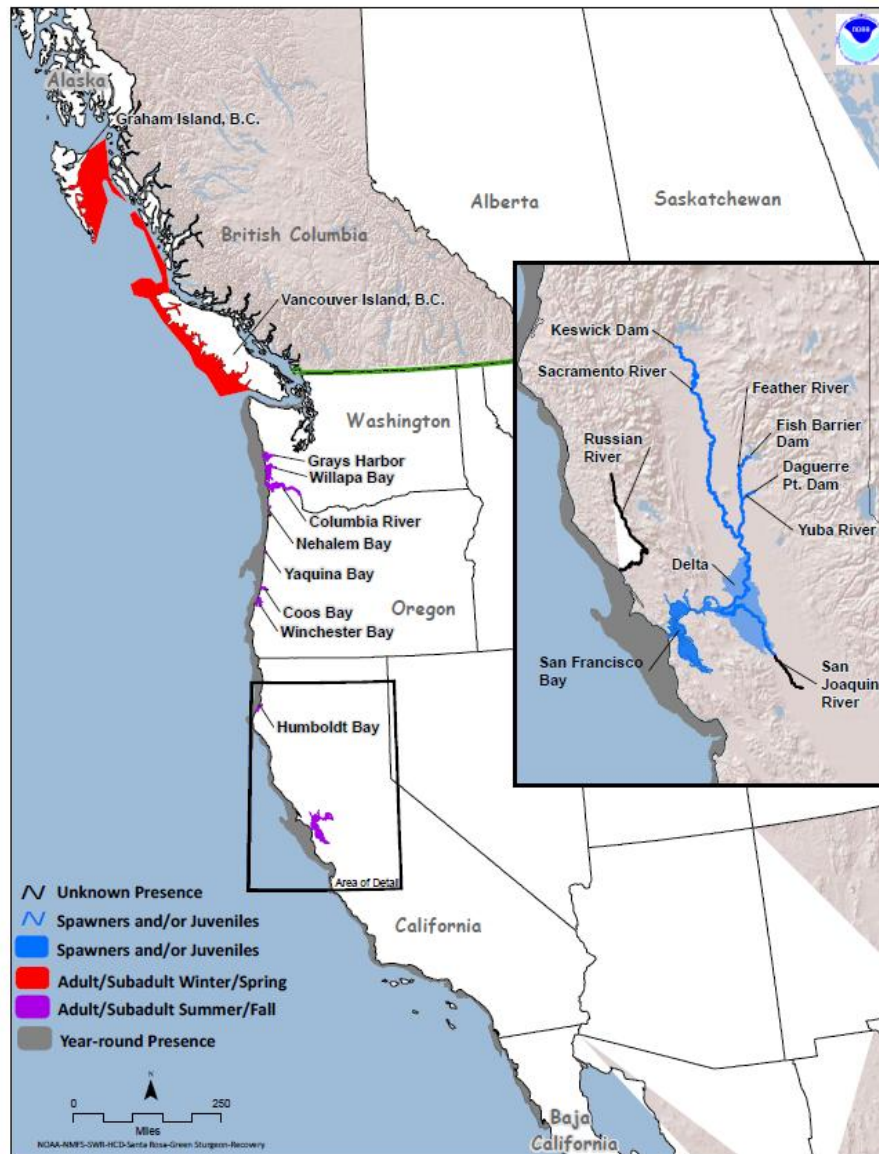 noaa
Alaska
Graham Island, B.C.
Alberta
Saskatchewan
British Columbia
Vancouver Island, B.C.
Washington
Grays Harbor
Willapa Bay
Columbia River
Nehalem Bay
Yaquina Bay
Coos Bay
Oregon
Winchester Bay
Humboldt Bay
Area of Detail
California
Baja
California
Keswick Dam
Sacramento River
Feather River
Fish Barrier
Dam
Russian
River
Daguerre
Pt. Dam
Yuba River
Delta
San Francisco
Bay
San
Joaquin
River
Unknown Presence
Spawners and/or Juveniles
Spawners and/or Juveniles
Adult/Subadult Winter/Spring
Adult/Subadult Summer/Fall
Year-round Presence
N
0 250
Miles
NOAA-NMFS-SWR-HCD-Santa Rosa-Green Sturgeon-Recovery